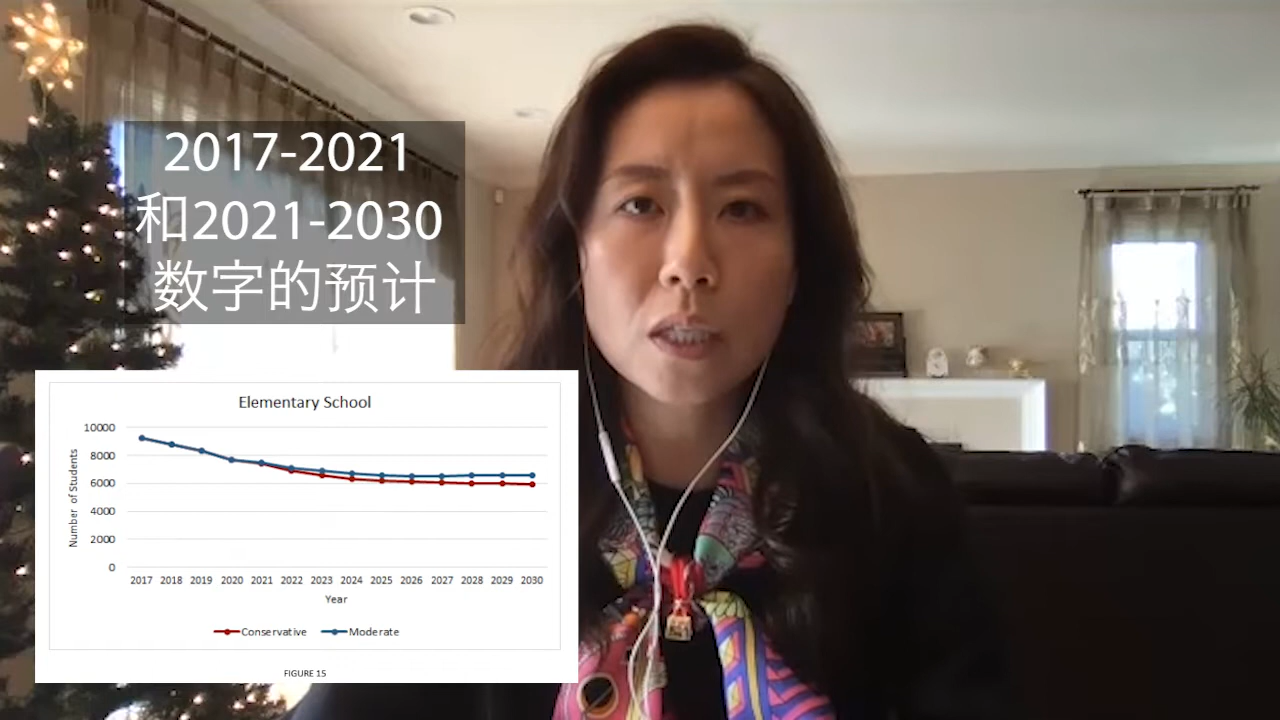 2017-2021
和2021-2030
数字的预计
Elementary School
10000
8000
6000
4000
2000
0
Number of Students
2017 2018 2019 2020 2021 2022 2023 2024 2025 2026 2027 2028 2029 2030
Year
Conservative Moderate
FIGURE 15